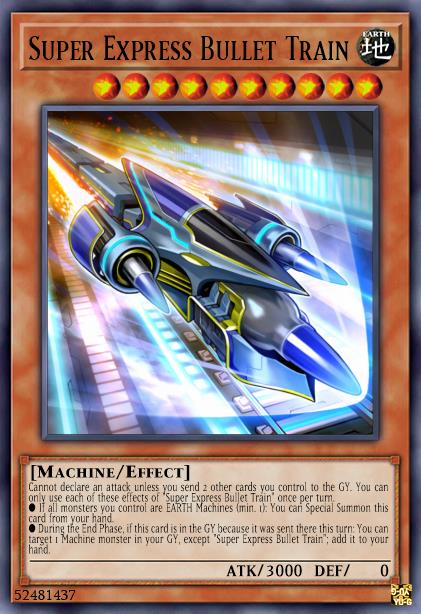 SUPER EXPRESS BULLET TRAIN
EARTH
地
[MACHINE/EFFECT]
Cannot declare an attack unless you send 2 other cards you control to the GY. You can
only use each of these effects of "Super Express Bullet Train" once per turn.
● If all monsters you control are EARTH Machines (min. 1): You can Special Summon this
card from your hand.
● During the End Phase, if this card is in the GY because it was sent there this turn: You can
target 1 Machine monster in your GY, except "Super Express Bullet Train"; add it to your
hand.
ATK/3000 DEF/ 0
52481437